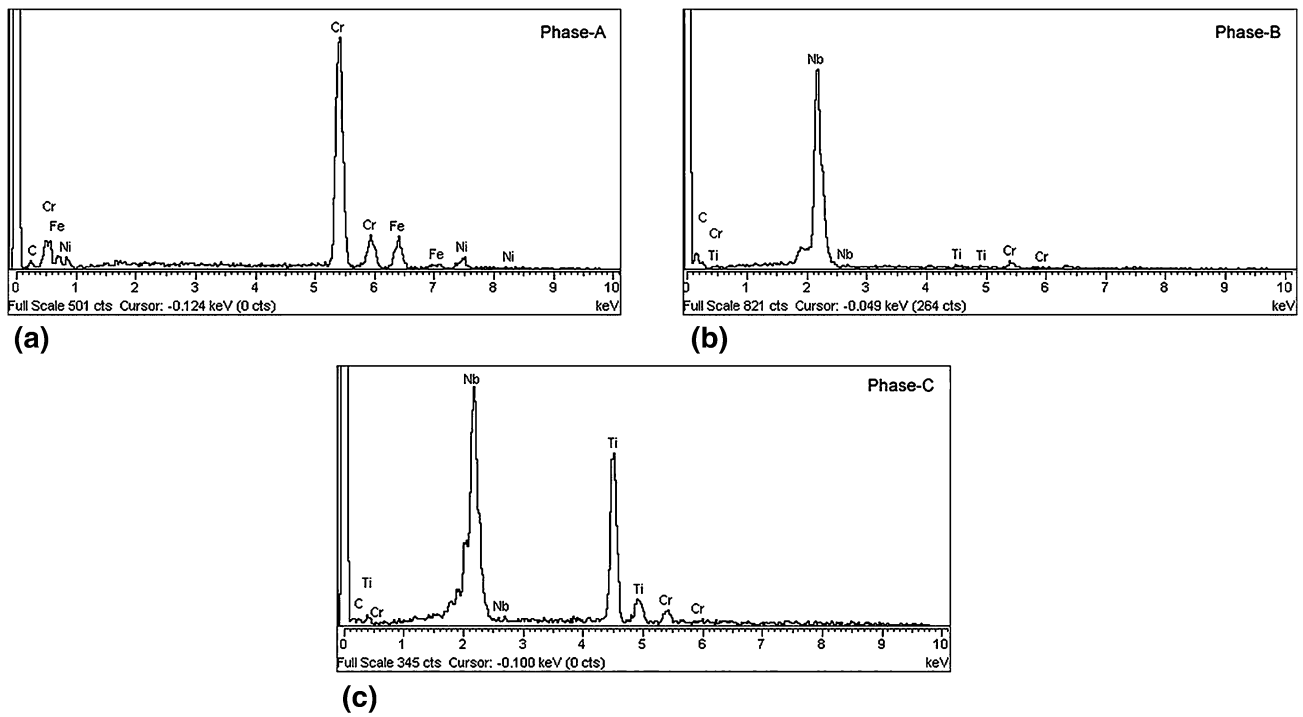 Phase-A
Cr
Cr
Fe
C
Ni
Cr
Fe
Fe
Ni
Ni
0 1 2 3 4 5 6 7 8 9 10
Full Scale 501 cts Cursor: -0.124 keV (0 cts) keV
(a)
Phase-B
Nb
C
Cr
Ti
Nb
Ti
Ti
Cr
Cr
0 1 2 3 4 5 6 7 8 9 10
Full Scale 821 cts Cursor: -0.049 keV (264 cts) keV
(b)
Phase-C
Nb
Ti
Ti
C
Cr
Nb
Ti
Cr
Cr
0 1 2 3 4 5 6 7 8 9 10
Full Scale 345 cts Cursor: -0.100 keV (0 cts) keV
(c)